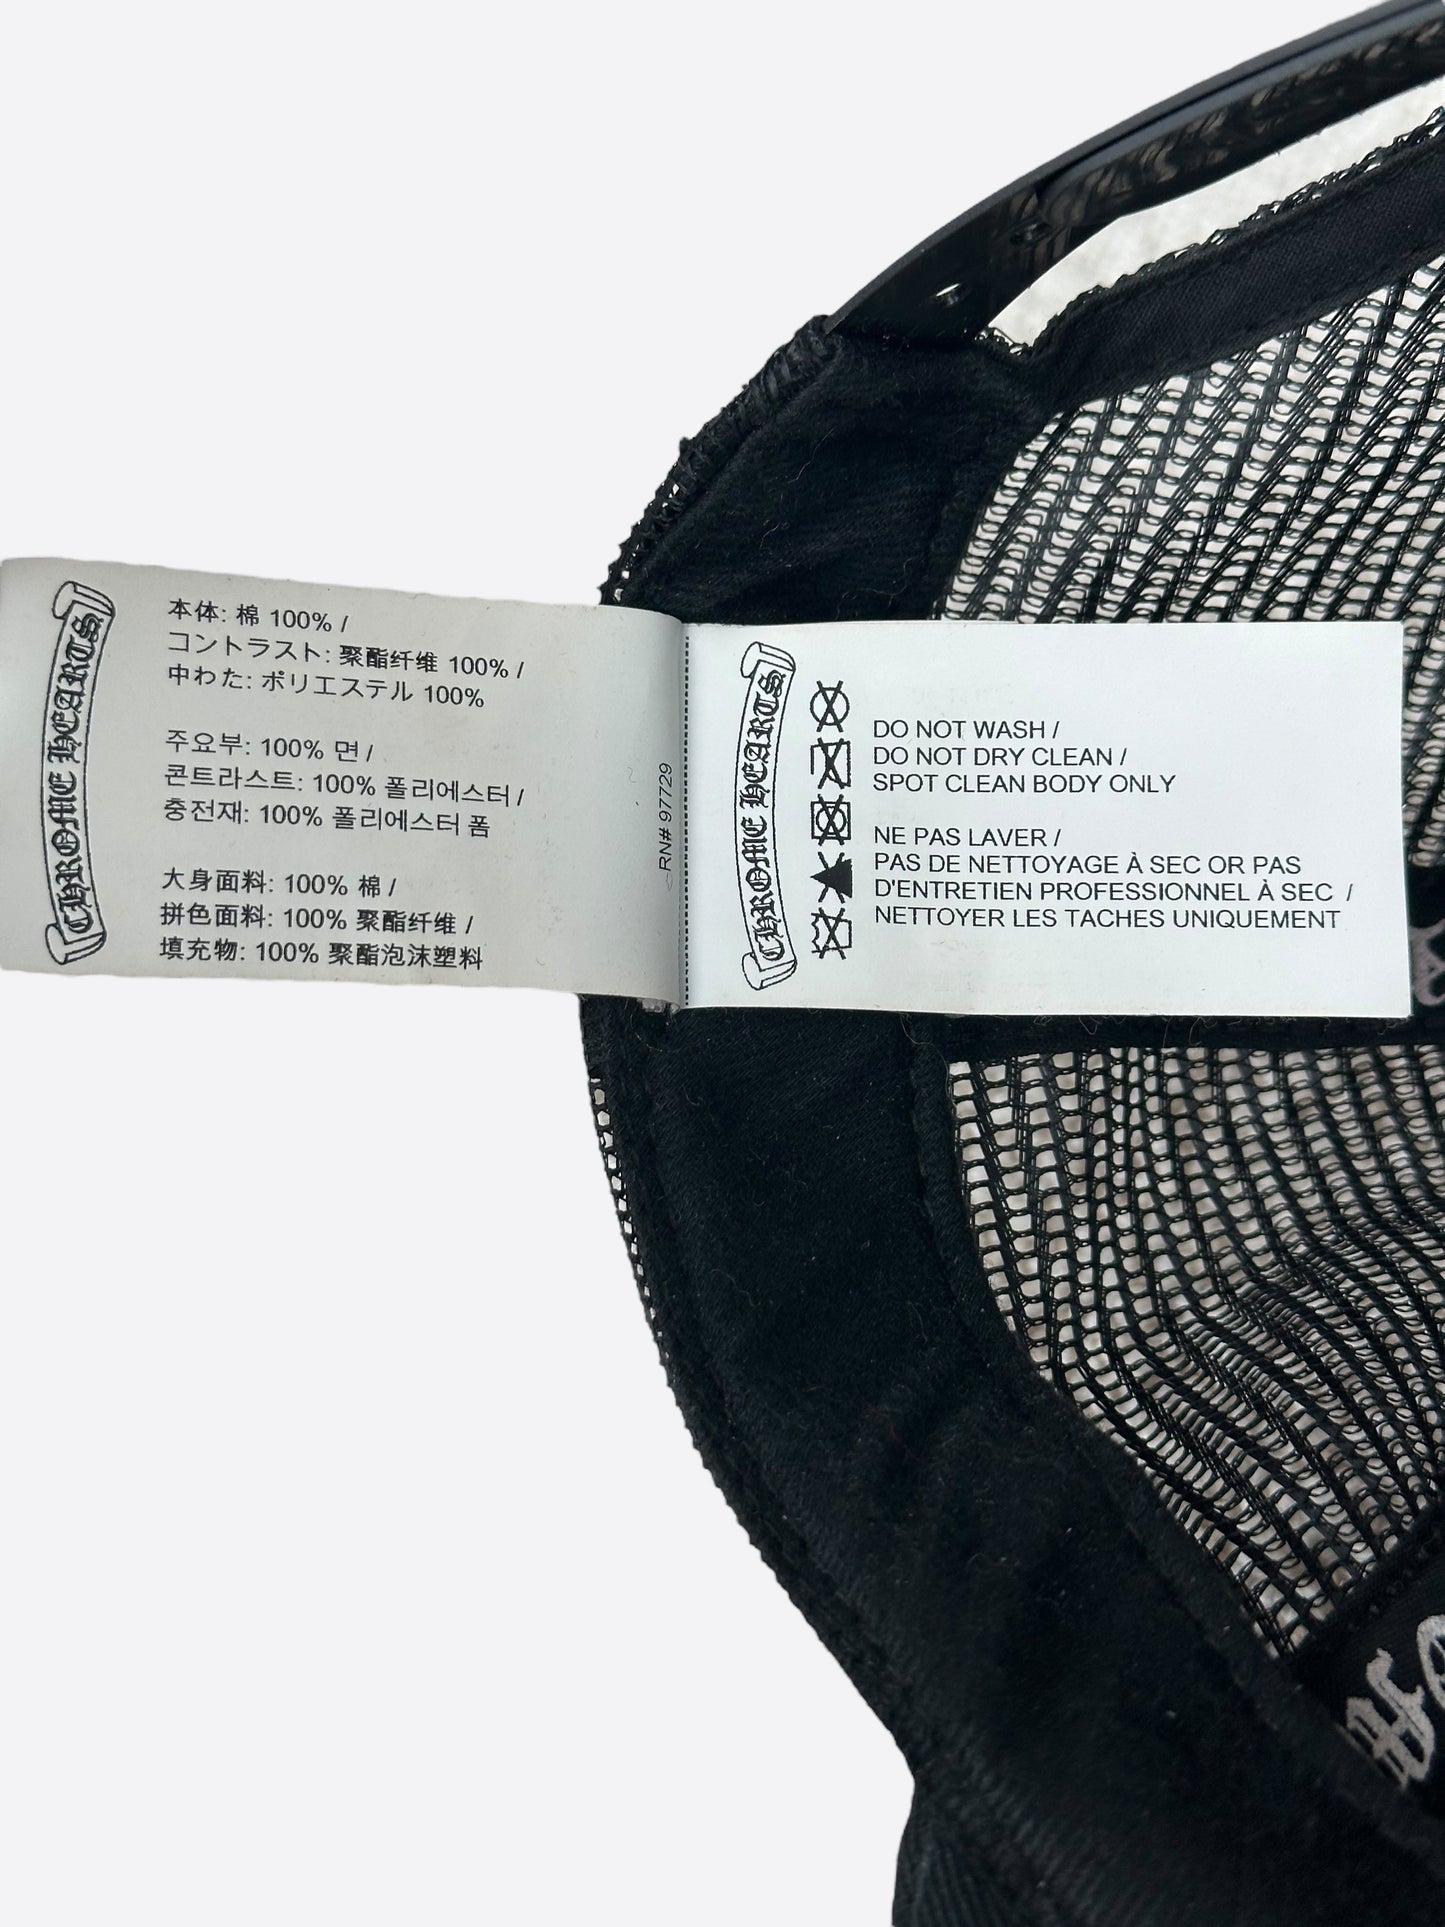 CHROME HEARTS
本体: 棉 100% /
コントラスト: 聚酯纤维 100% /
中わた: ポリエステル 100%
주요부: 100% 면 /
콘트라스트: 100% 폴리에스터 /
충전재: 100% 폴리에스터 폼
大身面料: 100% 棉 /
拼色面料: 100% 聚酯纤维 /
填充物: 100% 聚酯泡沫塑料
RN# 97729
CHROME HEARTS
DO NOT WASH /
DO NOT DRY CLEAN /
SPOT CLEAN BODY ONLY
NE PAS LAVER /
PAS DE NETTOYAGE À SEC OR PAS
D'ENTRETIEN PROFESSIONNEL À SEC /
NETTOYER LES TACHES UNIQUEMENT